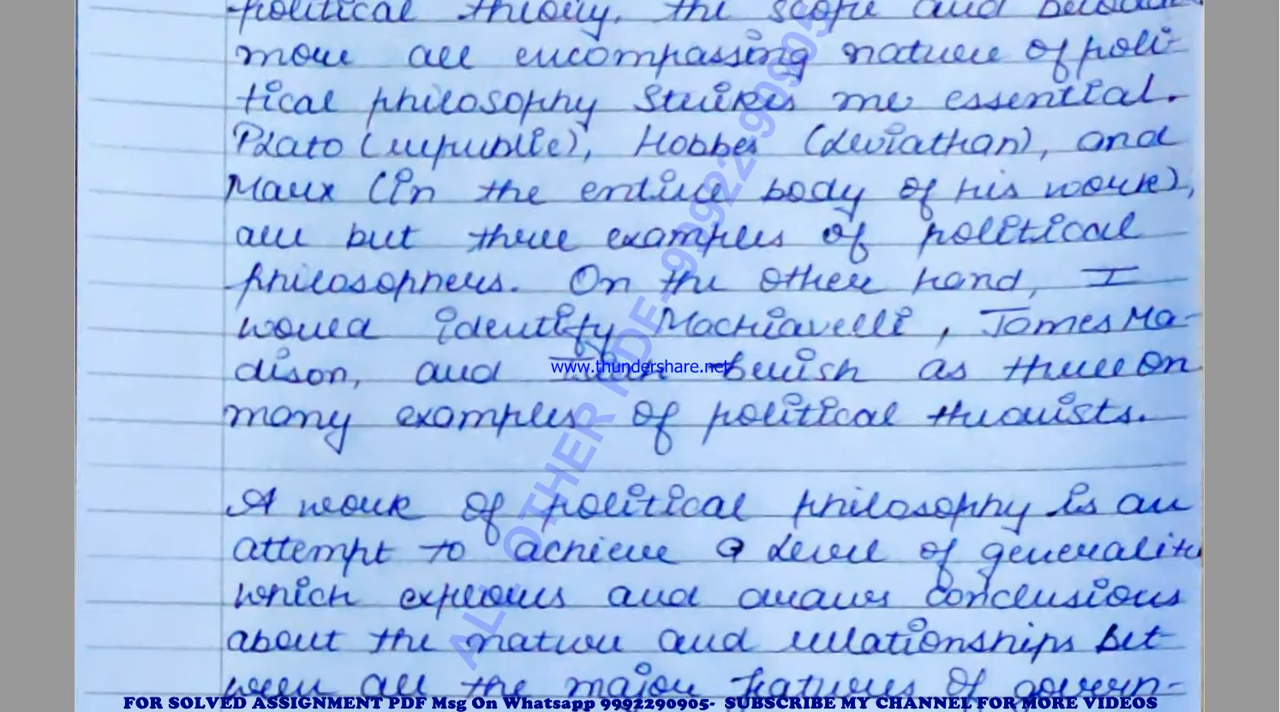 political theory. the scope and
more all encompassing nature of poli-
tical philosophy strikes me essential.
Plato (republic), Hobbes (leviathan), and
Marx (in the entire body of his work),
all but three examples of political
philosophers. On the other hand, I
would identify Machiavelli, James Ma-
dison, and
www.thundershare.net
as three on
many examples of political theorists.
A work of political philosophy is an
attempt to achieve a level of generality
which explores and draws conclusions
about the nature and relationships bet-
ween all the major features of govern-
OTHER PDF-9992299905
FOR SOLVED ASSIGNMENT PDF Msg On Whatsapp 9992290905- SUBSCRIBE MY CHANNEL FOR MORE VIDEOS